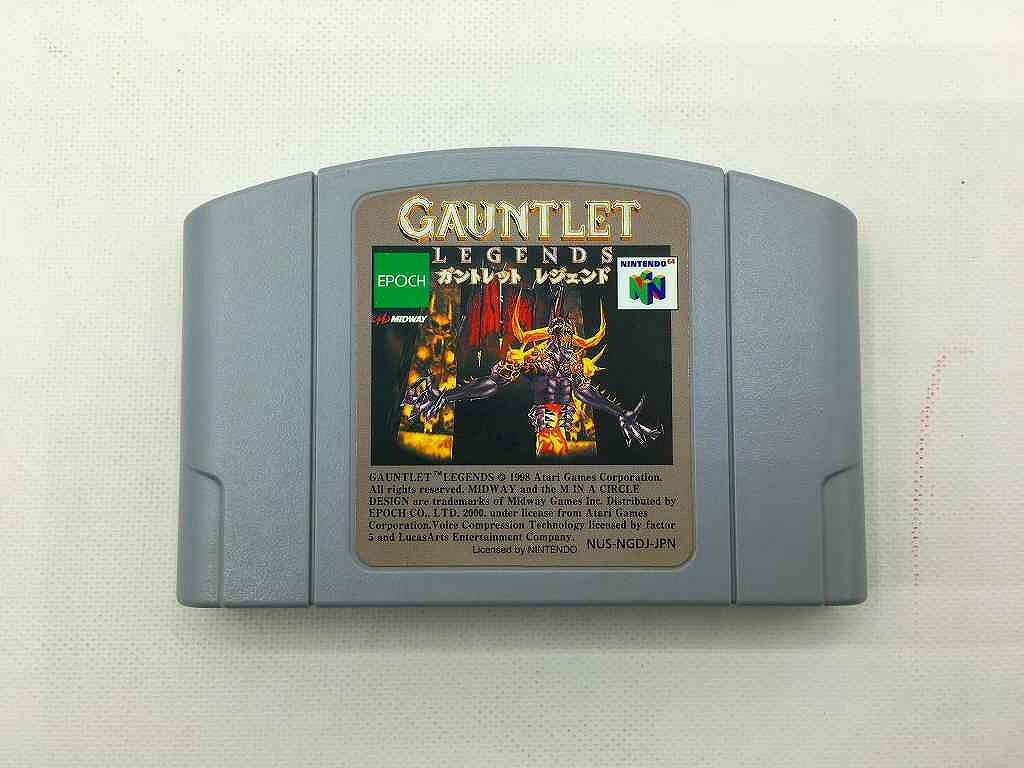 GAUNTLET
LEGENDS
ガントレット レジェンド
EPOCH
MIDWAY
NINTENDO 64
GAUNTLET™ LEGENDS © 1998 Atari Games Corporation.
All rights reserved. MIDWAY and the M IN A CIRCLE
DESIGN are trademarks of Midway Games Inc. Distributed by
EPOCH CO., LTD. 2000. under license from Atari Games
Corporation.Voice Compression Technology licensed by factor
5 and LucasArts Entertainment Company.
Licensed by NINTENDO
NUS-NGDJ-JPN